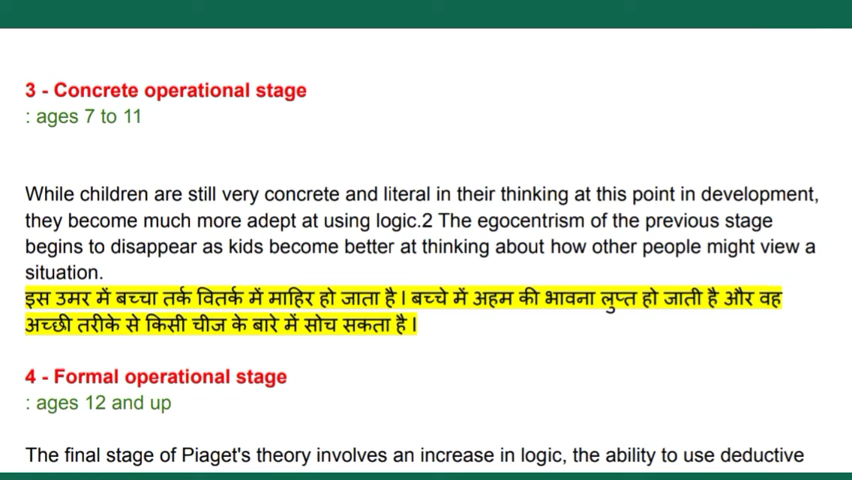 3 - Concrete operational stage
: ages 7 to 11
While children are still very concrete and literal in their thinking at this point in development,
they become much more adept at using logic.2 The egocentrism of the previous stage
begins to disappear as kids become better at thinking about how other people might view a
situation.
इस उमर में बच्चा तर्क वितर्क में माहिर हो जाता है l बच्चे में अहम की भावना लुप्त हो जाती है और वह
अच्छी तरीके से किसी चीज के बारे में सोच सकता है l
4 - Formal operational stage
: ages 12 and up
The final stage of Piaget's theory involves an increase in logic, the ability to use deductive